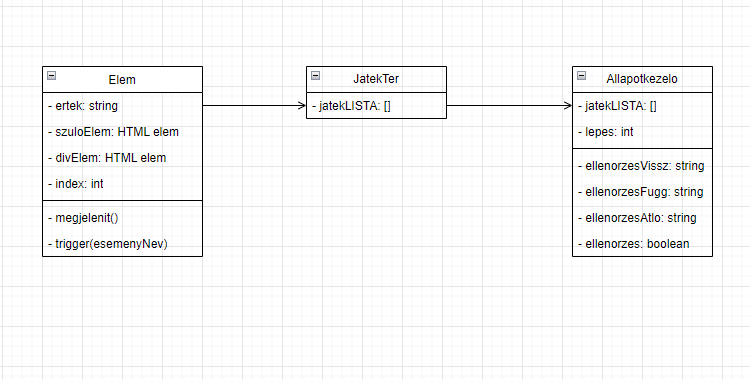 Elem
- ertek: string
- szuloElem: HTML elem
- divElem: HTML elem
- index: int
- megjelenit()
- trigger(esemenyNev)
JatekTer
- jatekLISTA: []
Allapotkezelo
- jatekLISTA: []
- lepes: int
- ellenorzesVissz: string
- ellenorzesFugg: string
- ellenorzesAtlo: string
- ellenorzes: boolean